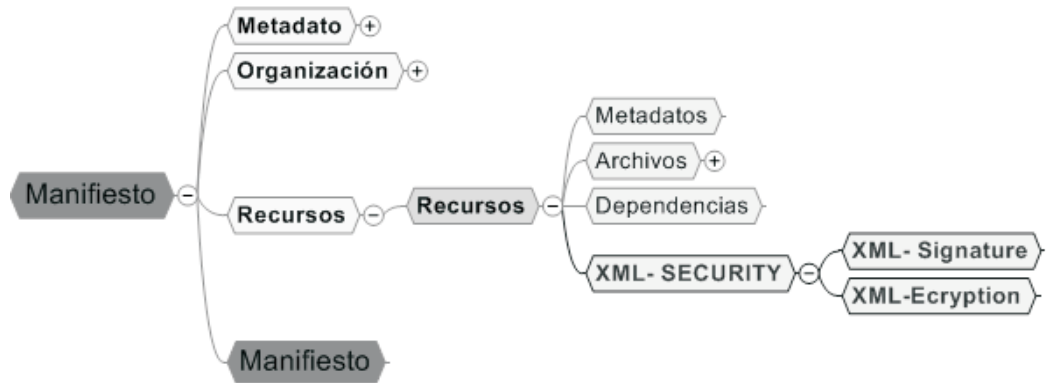 Manifiesto
Metadato
Organización
Recursos
Manifiesto
Recursos
Metadatos
Archivos
Dependencias
XML- SECURITY
XML- Signature
XML-Ecryption